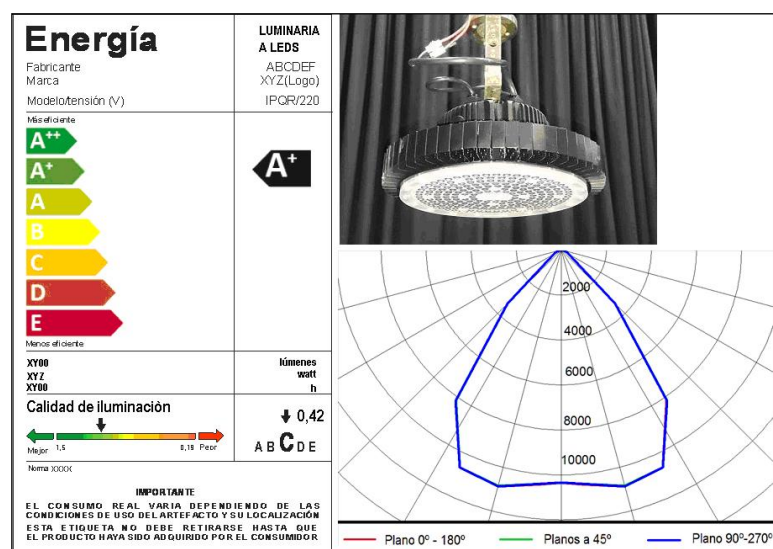 Energía
LUMINARIA
A LEDS
Fabricante
Marca
ABCDEF
XYZ(Logo)
Modelo/tensión (V)
IPQR/220
Más eficiente
A++
A+
A
B
C
D
E
A+
Menos eficiente
XY00
lúmenes
XYZ
watt
XY00
h
Calidad de iluminación
0,42
Mejor
1,5
0,19
Peor
A B C D E
Norma XXXX
IMPORTANTE
EL CONSUMO REAL VARIA DEPENDIENDO DE LAS
CONDICIONES DE USO DEL ARTEFACTO Y SU LOCALIZACIÓN
ESTA ETIQUETA NO DEBE RETIRARSE HASTA QUE
EL PRODUCTO HAYA SIDO ADQUIRIDO POR EL CONSUMIDOR
2000
4000
6000
8000
10000
Plano 0º - 180º
Planos a 45º
Plano 90º-270º